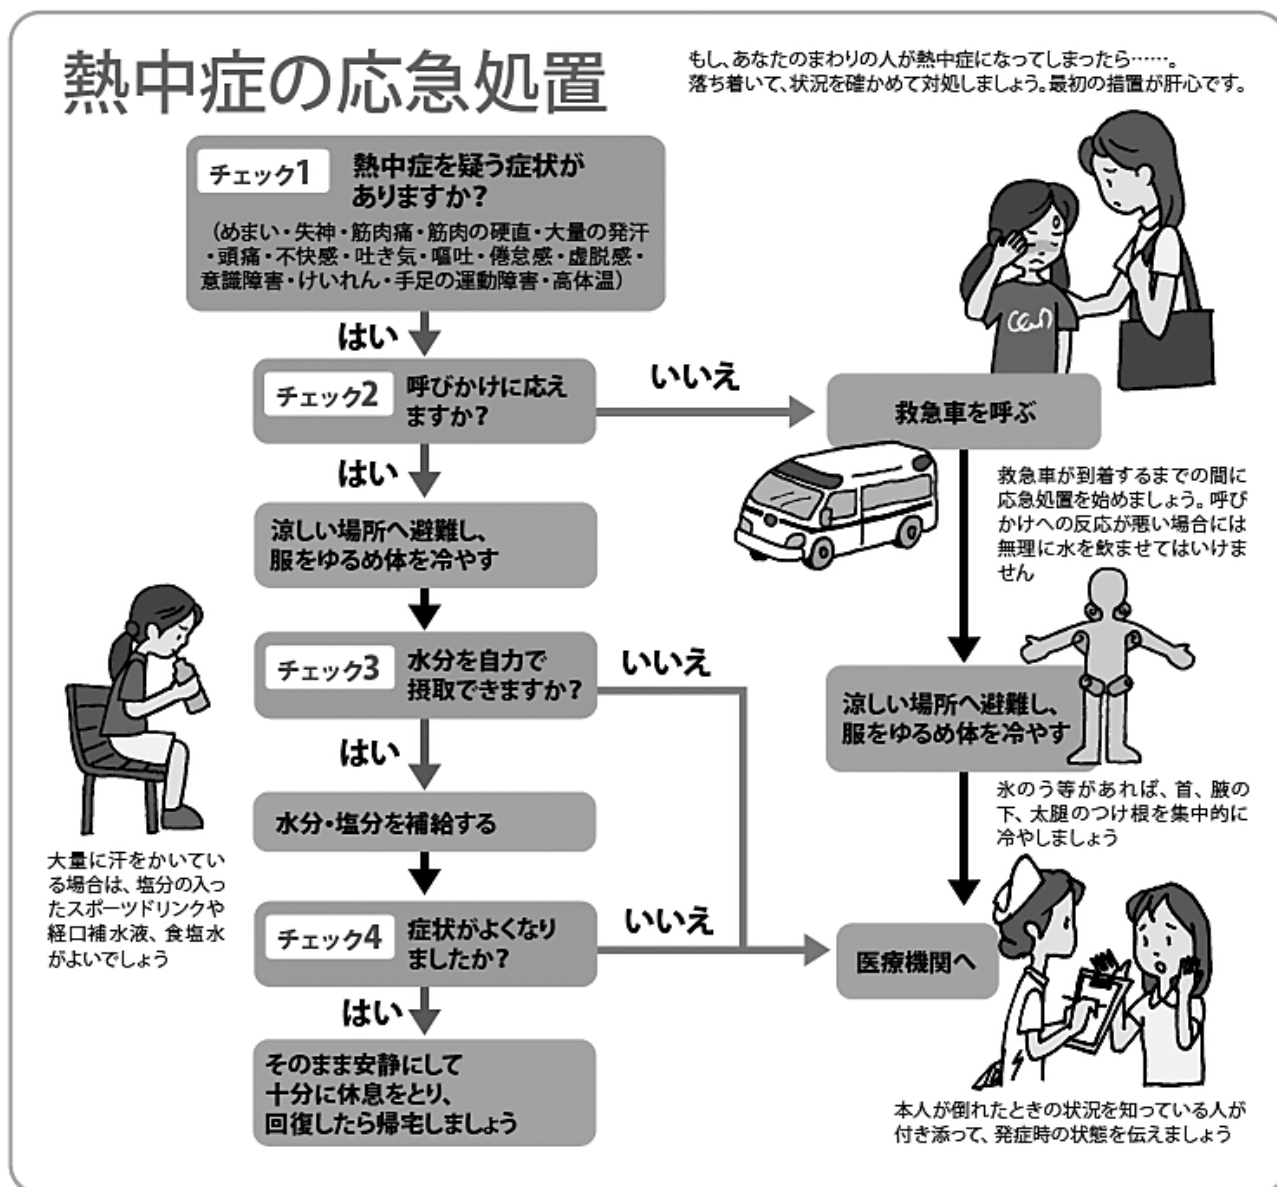 熱中症の応急処置
もし、あなたのまわりの人が熱中症になってしまったら……。
落ち着いて、状況を確かめて対処しましょう。最初の措置が肝心です。
チェック1
熱中症を疑う症状が
ありますか?
(めまい・失神・筋肉痛・筋肉の硬直・大量の発汗
・頭痛・不快感・吐き気・嘔吐・倦怠感・虚脱感・
意識障害・けいれん・手足の運動障害・高体温)
はい
チェック2
呼びかけに応え
ますか?
いいえ
救急車を呼ぶ
はい
救急車が到着するまでの間に
応急処置を始めましょう。呼び
かけへの反応が悪い場合には
無理に水を飲ませてはいけま
せん
涼しい場所へ避難し、
服をゆるめ体を冷やす
チェック3
水分を自力で
摂取できますか?
いいえ
涼しい場所へ避難し、
服をゆるめ体を冷やす
はい
氷のう等があれば、首、腋の
下、太腿のつけ根を集中的に
冷やしましょう
水分・塩分を補給する
大量に汗をかいてい
る場合は、塩分の入っ
たスポーツドリンクや
経口補水液、食塩水
がよいでしょう
チェック4
症状がよくなり
ましたか?
いいえ
医療機関へ
はい
そのまま安静にして
十分に休息をとり、
回復したら帰宅しましょう
本人が倒れたときの状況を知っている人が
付き添って、発症時の状態を伝えましょう